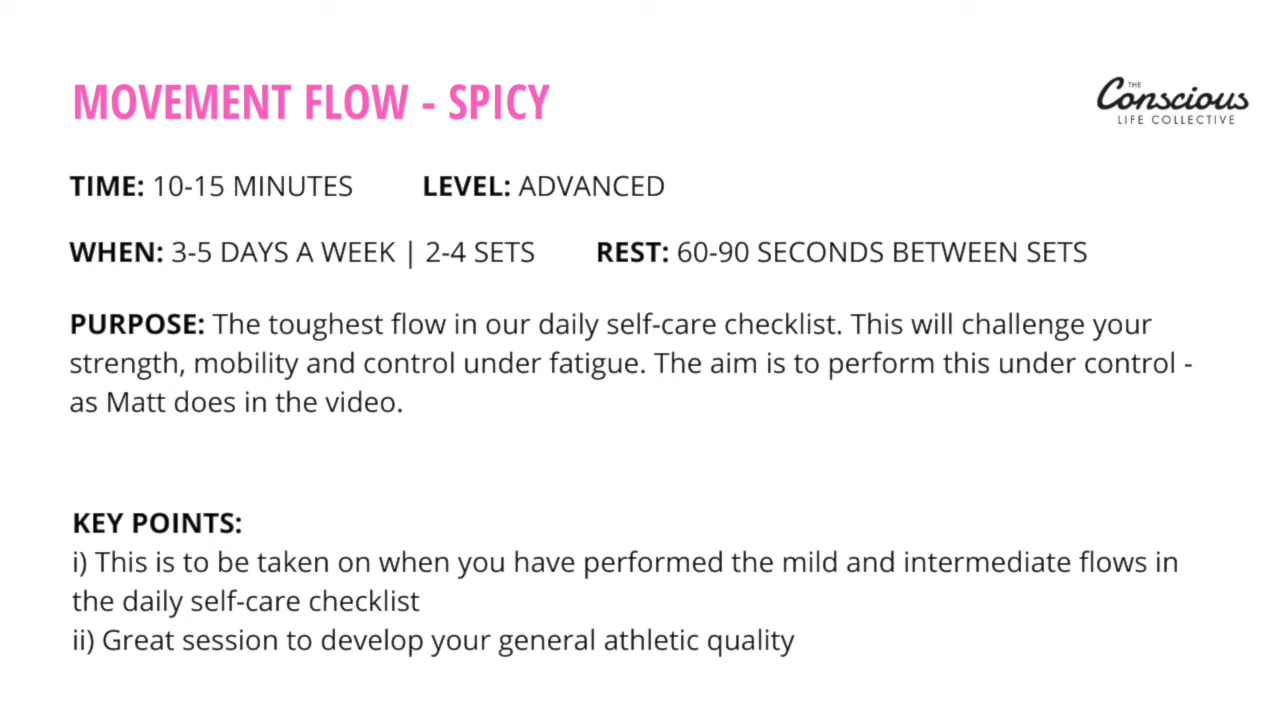 MOVEMENT FLOW - SPICY
THE
Conscious
LIFE COLLECTIVE
TIME: 10-15 MINUTES LEVEL: ADVANCED
WHEN: 3-5 DAYS A WEEK | 2-4 SETS REST: 60-90 SECONDS BETWEEN SETS
PURPOSE: The toughest flow in our daily self-care checklist. This will challenge your
strength, mobility and control under fatigue. The aim is to perform this under control -
as Matt does in the video.
KEY POINTS:
i) This is to be taken on when you have performed the mild and intermediate flows in
the daily self-care checklist
ii) Great session to develop your general athletic quality